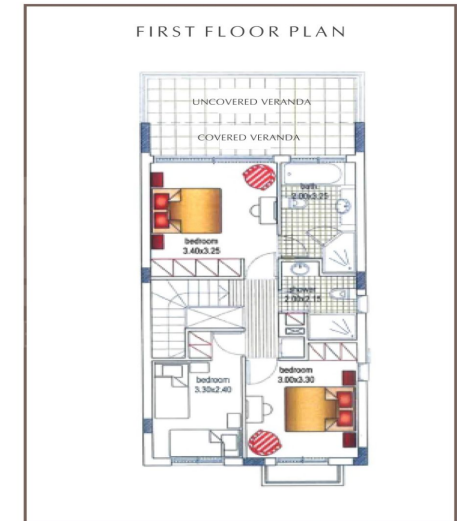 FIRST FLOOR PLAN
UNCOVERED VERANDA
COVERED VERANDA
bath
2.00x3.25
bedroom
3.40x3.25
shower
2.00x2.15
bedroom
3.00x3.30
bedroom
3.30x2.40